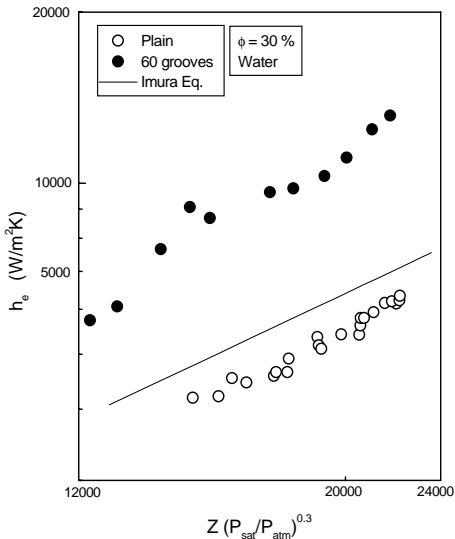 20000
Plain
60 grooves
Imura Eq.
ϕ = 30 %
Water
10000
5000
h_e (W/m²K)
12000
20000
24000
Z (P_sat/P_atm)^0.3